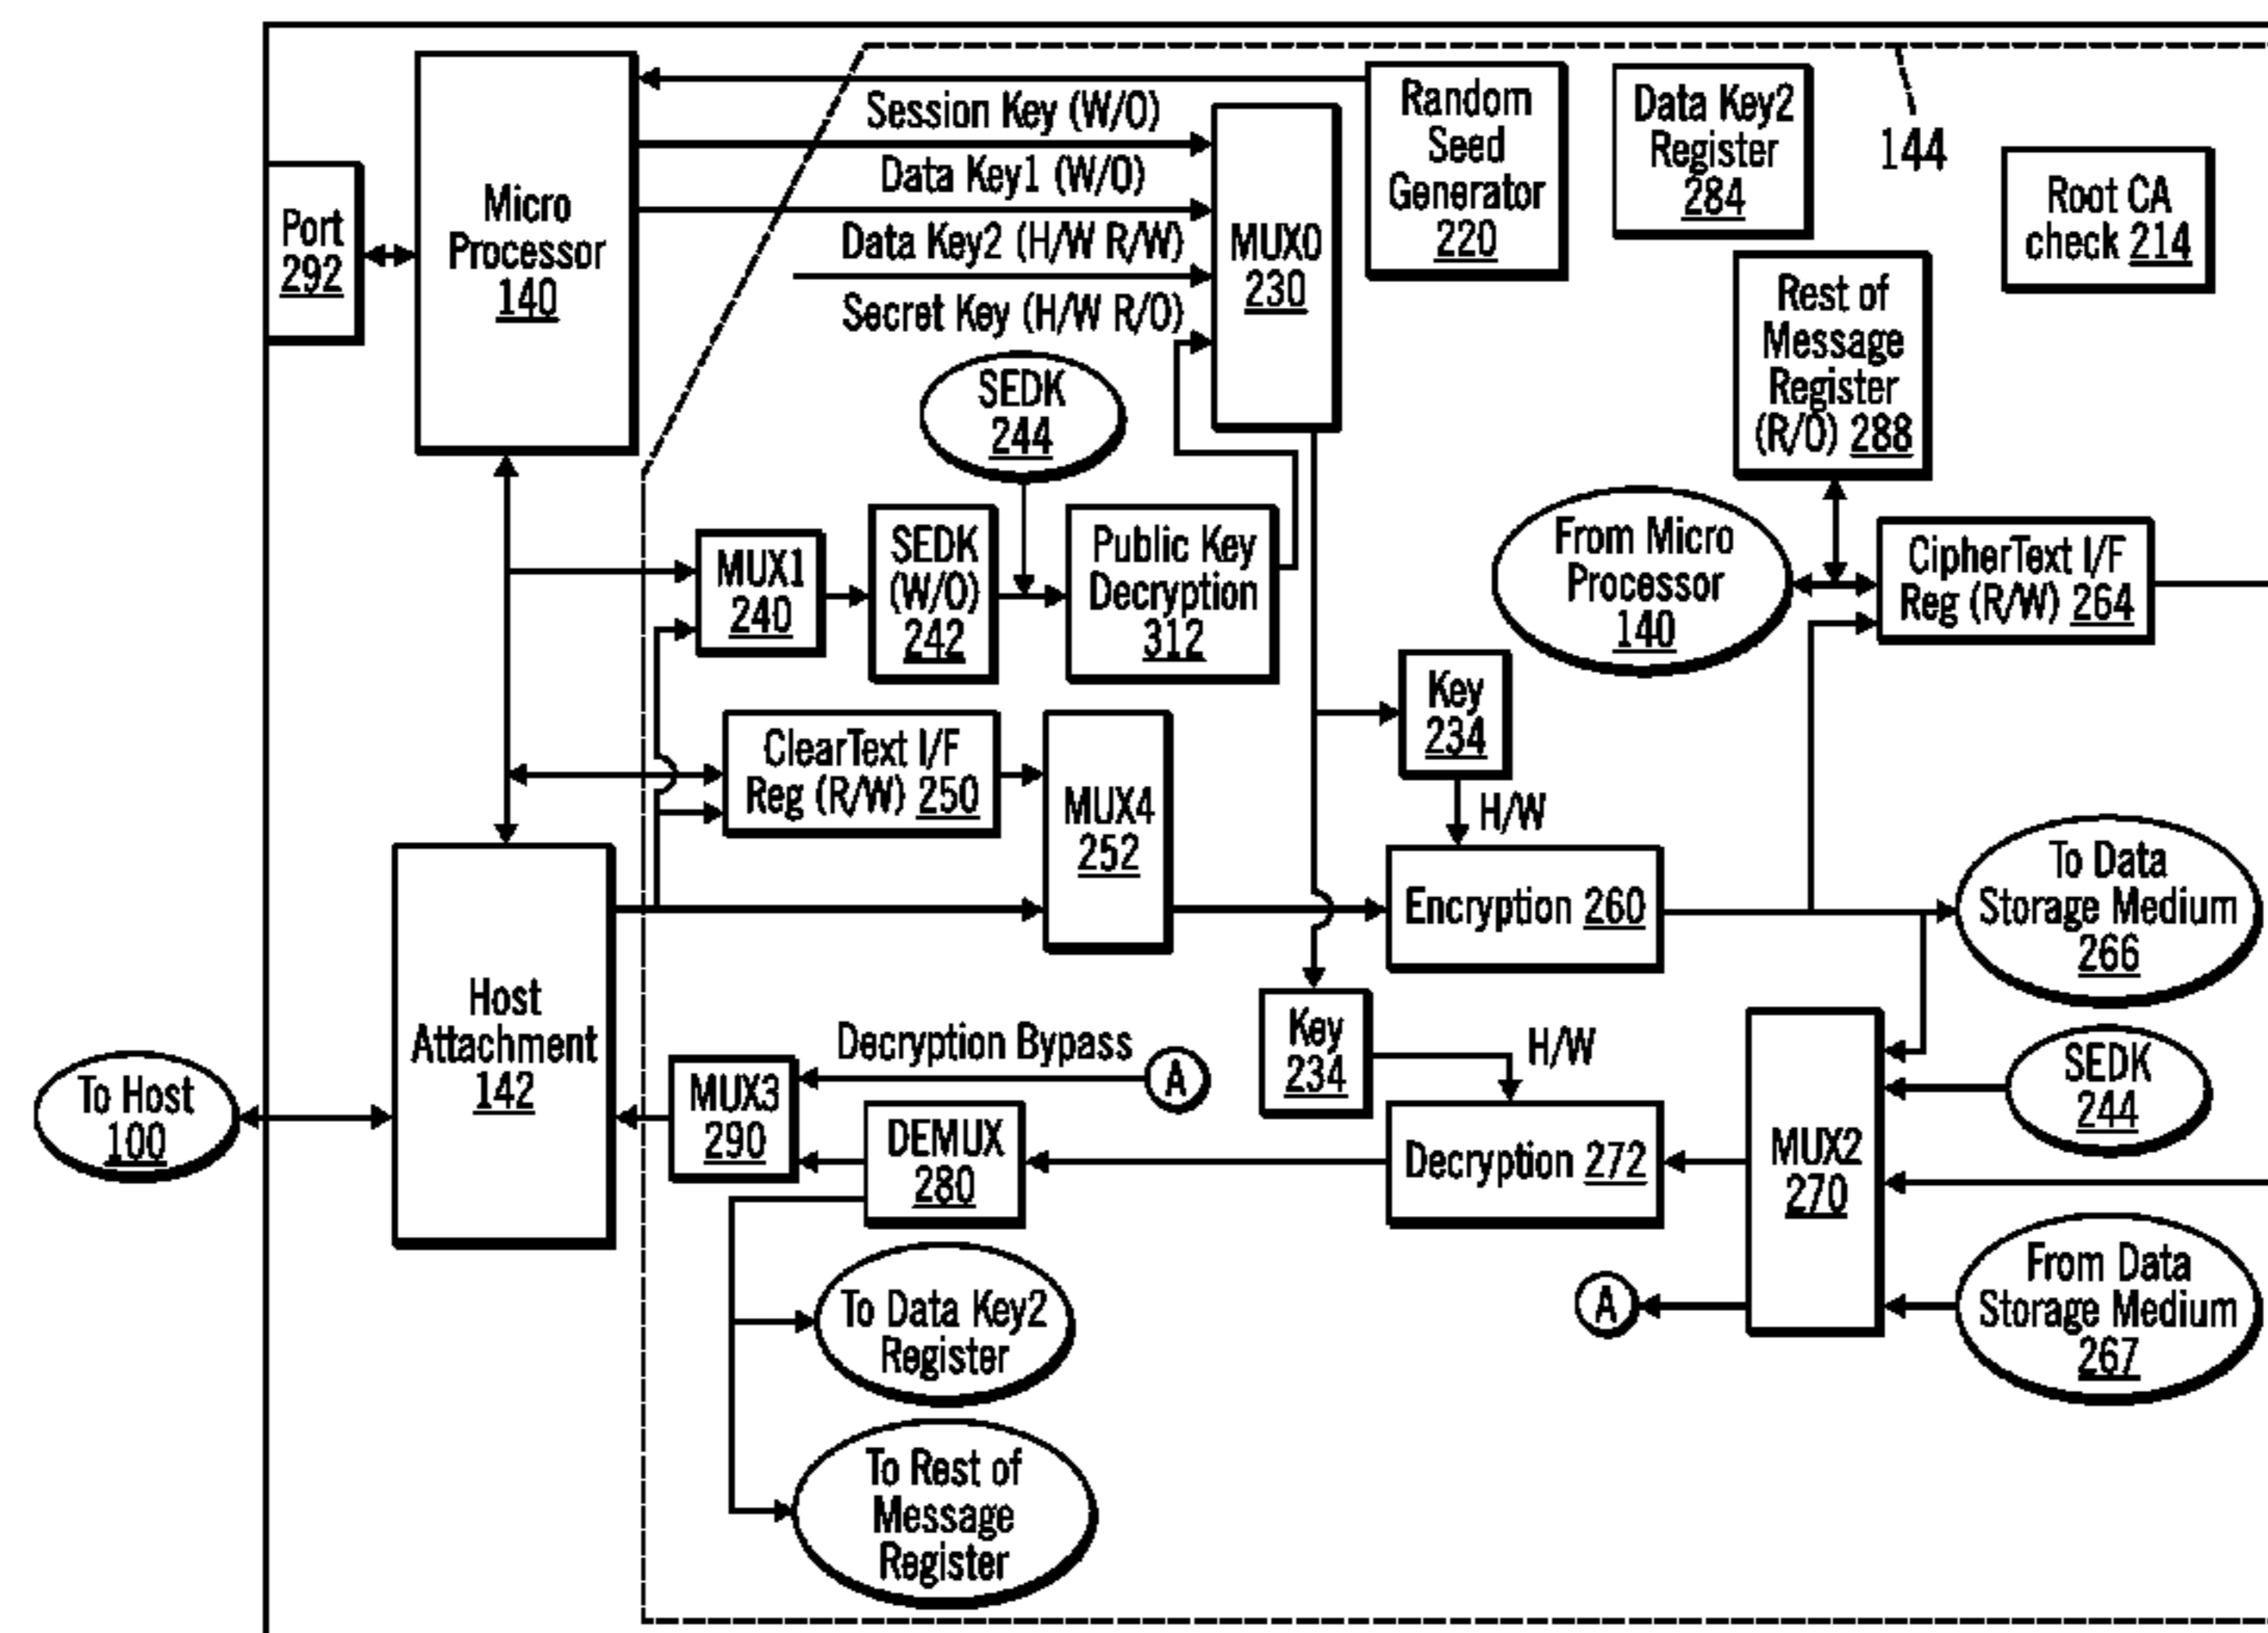 Session Key (W/O)
Data Key1 (W/O)
Data Key2 (H/W R/W)
Secret Key (H/W R/O)
Port
292
Micro
Processor
140
MUX0
230
Random
Seed
Generator
220
Data Key2
Register
284
144
Root CA
check 214
Rest of
Message
Register
(R/O) 288
SEDK
244
MUX1
240
SEDK
(W/O)
242
Public Key
Decryption
312
From Micro
Processor
140
CipherText I/F
Reg (R/W) 264
Key
234
H/W
ClearText I/F
Reg (R/W) 250
MUX4
252
Encryption 260
To Data
Storage Medium
266
Host
Attachment
142
To Host
100
Decryption Bypass
A
MUX3
290
DEMUX
280
Key
234
H/W
Decryption 272
MUX2
270
SEDK
244
From Data
Storage Medium
267
A
To Data Key2
Register
To Rest of
Message
Register